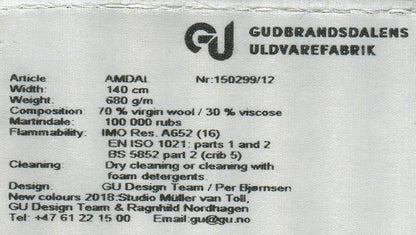 GU GUDBRANDSDALENS
ULDVAREFABRIK
Article AMDAL Nr:150299/12
Width: 140 cm
Weight: 680 g/m
Composition: 70 % virgin wool / 30 % viscose
Martindale: 100 000 rubs
Flammability: IMO Res. A652 (16)
EN ISO 1021: parts 1 and 2
BS 5852 part 2 (crib 5)
Cleaning: Dry cleaning or cleaning with
foam detergents.
Design: GU Design Team / Per Bjørnsen
New colours 2018:Studio Müller van Toll,
GU Design Team & Ragnhild Nordhagen
Tel: +47 61 22 15 00 Email:gu@gu.no